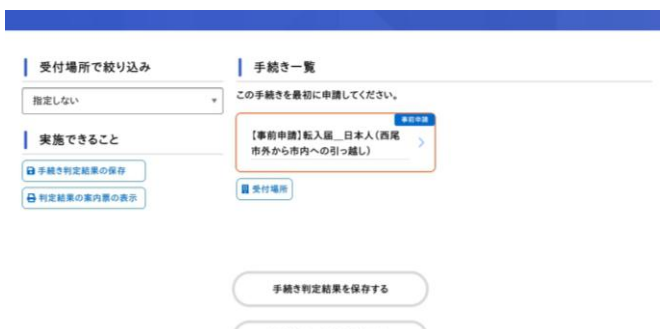 受付場所で絞り込み
指定しない
実施できること
手続き判定結果の保存
判定結果の案内票の表示
手続き一覧
この手続きを最初に申請してください。
事前申請
【事前申請】転入届__日本人（西尾
市外から市内への引っ越し）
受付場所
手続き判定結果を保存する